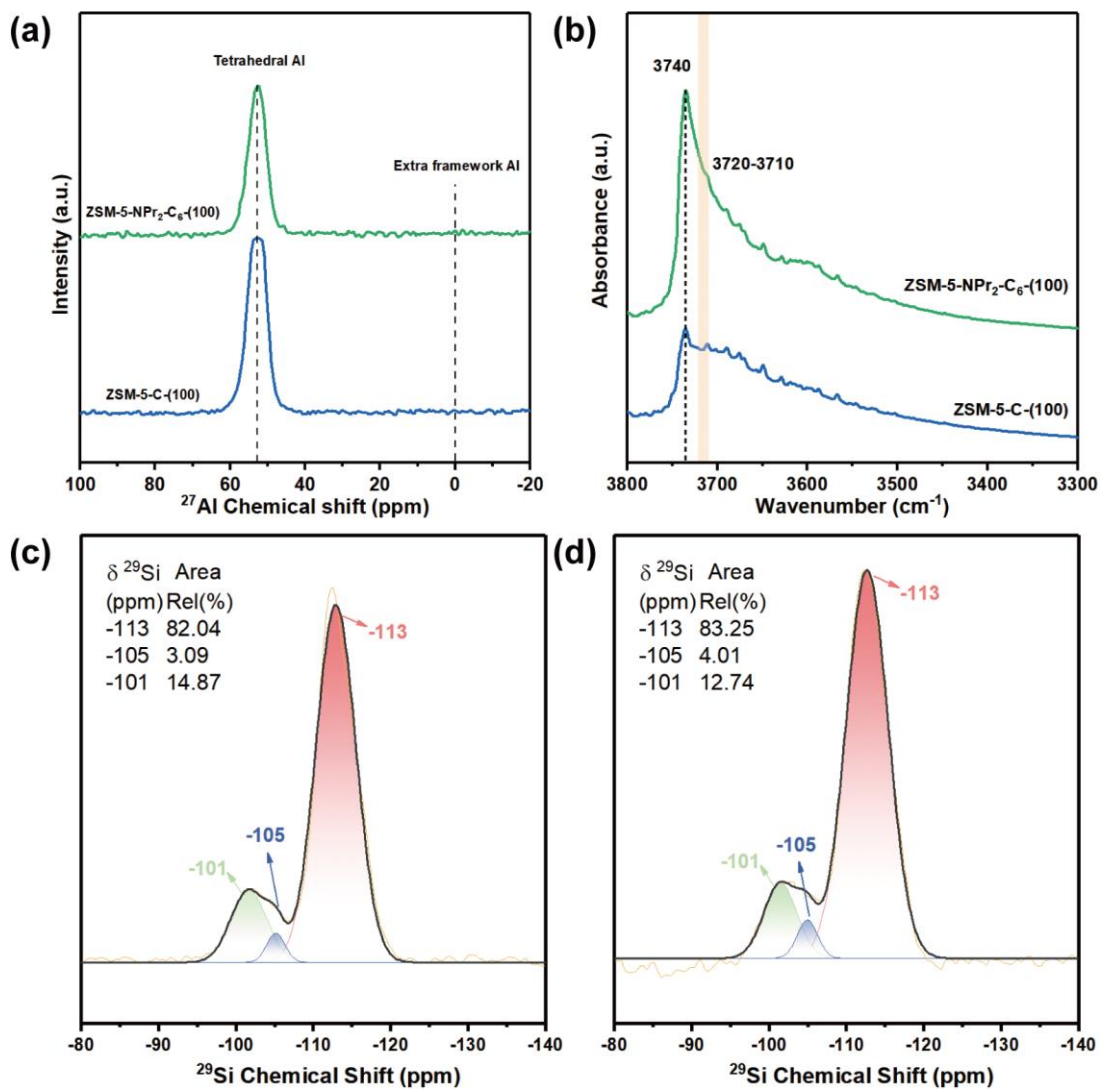 (a)
Tetrahedral Al
Extra framework Al
ZSM-5-NPr₂-C₆-(100)
ZSM-5-C-(100)
Intensity (a.u.)
100 80 60 40 20 0 -20
²⁷Al Chemical shift (ppm)
(b)
3740
3720-3710
ZSM-5-NPr₂-C₆-(100)
ZSM-5-C-(100)
Absorbance (a.u.)
3800 3700 3600 3500 3400 3300
Wavenumber (cm⁻¹)
(c)
δ ²⁹Si Area
(ppm) Rel(%)
-113 82.04
-105 3.09
-101 14.87
-113
-105
-101
-80 -90 -100 -110 -120 -130 -140
²⁹Si Chemical Shift (ppm)
(d)
δ ²⁹Si Area
(ppm) Rel(%)
-113 83.25
-105 4.01
-101 12.74
-113
-105
-101
-80 -90 -100 -110 -120 -130 -140
²⁹Si Chemical Shift (ppm)